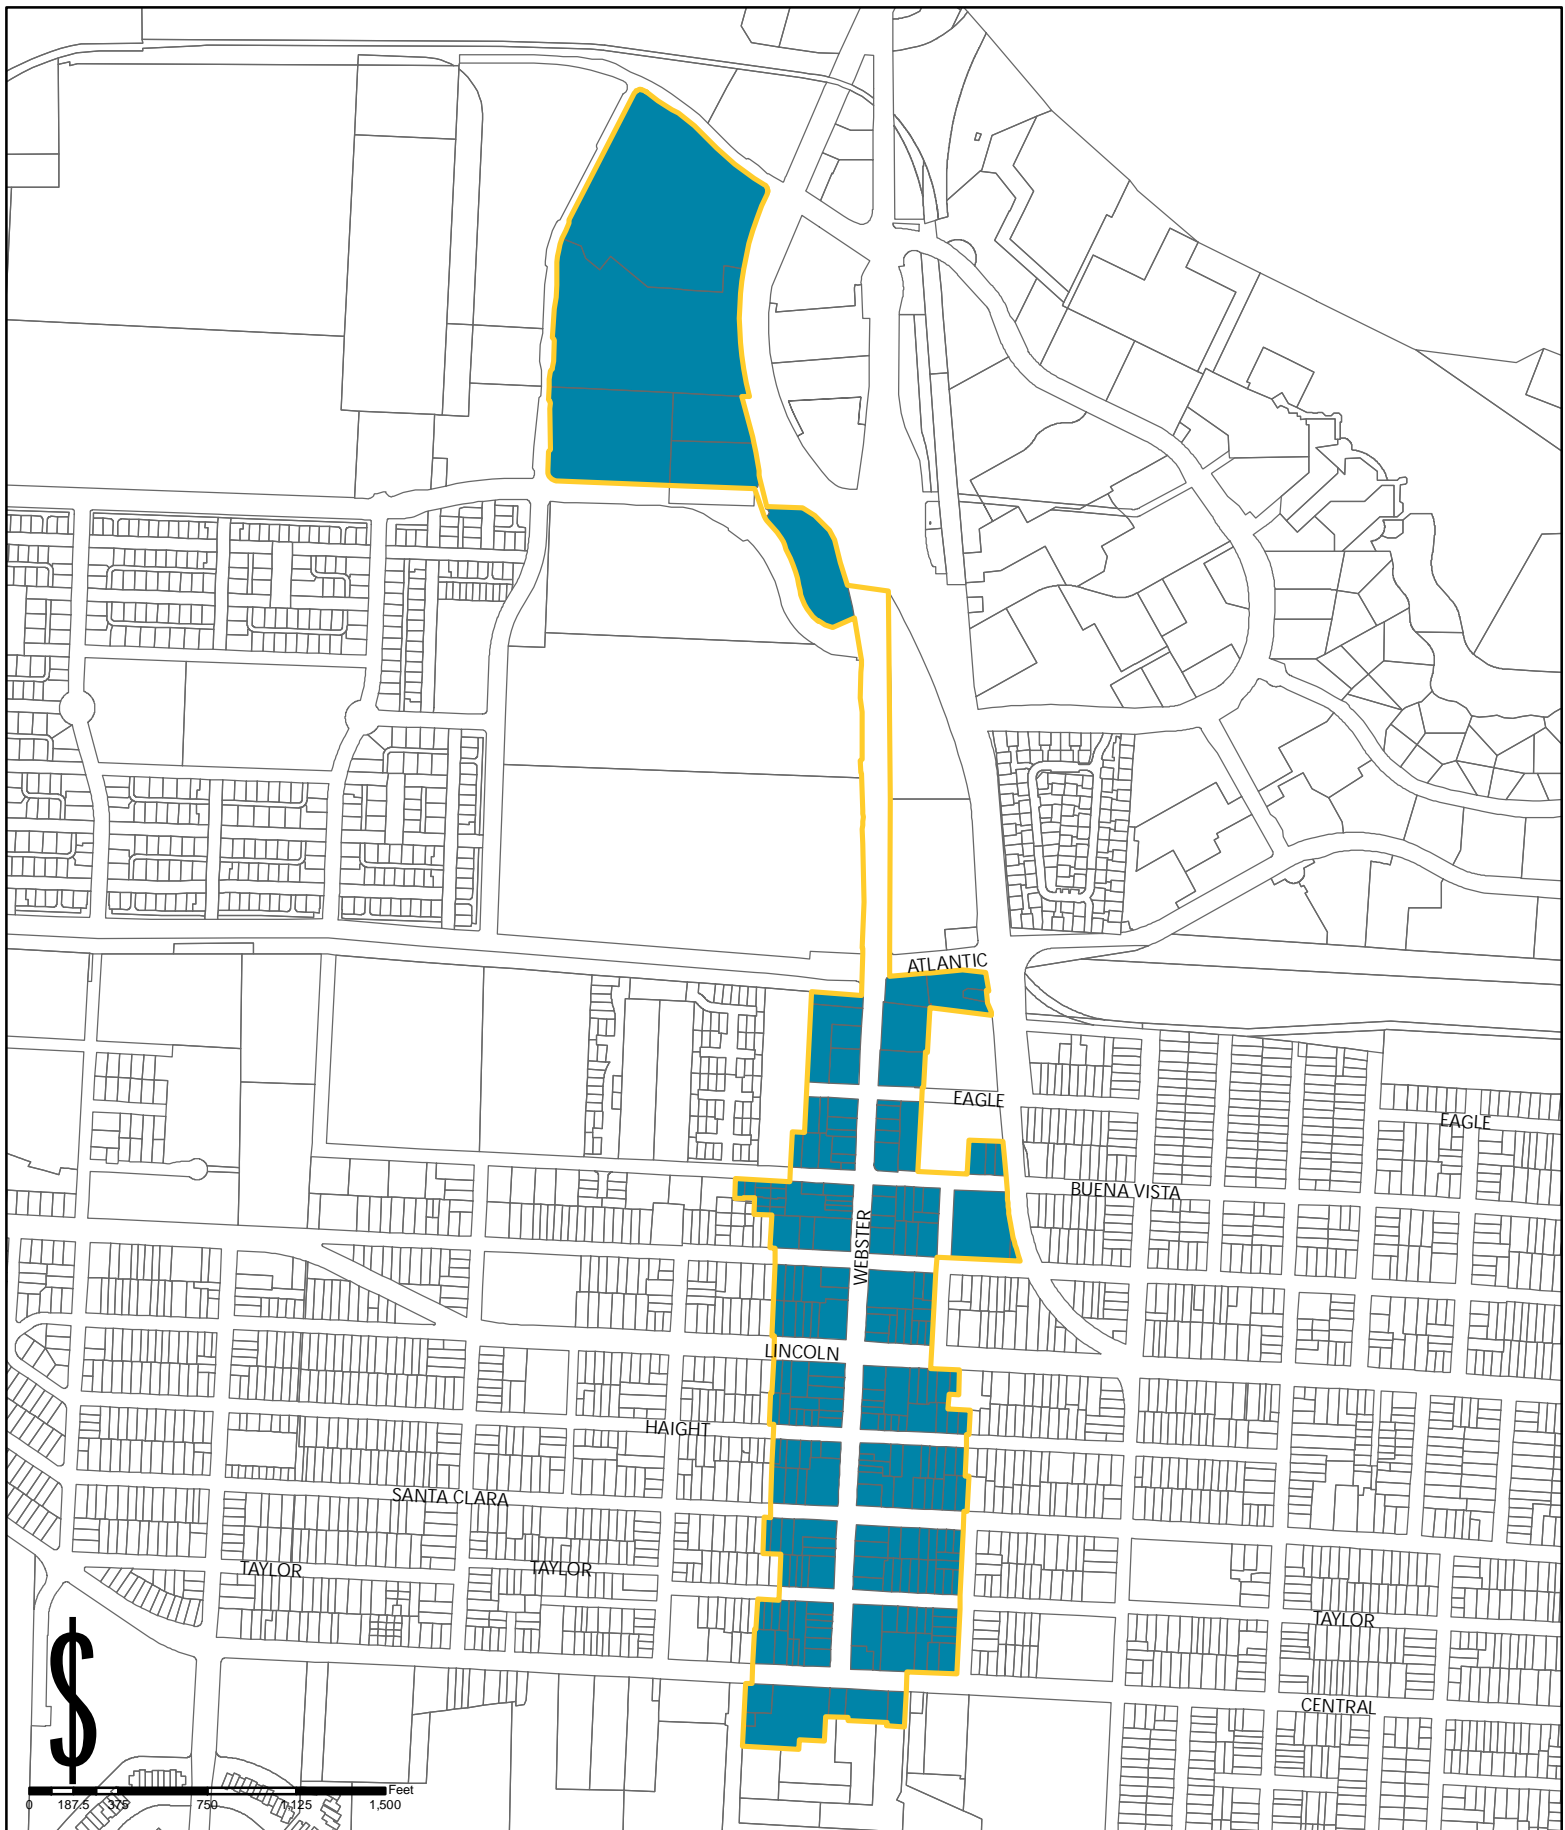 ATLANTIC
EAGLE
EAGLE
BUENA VISTA
WEBSTER
LINCOLN
HAIGHT
SANTA CLARA
TAYLOR
TAYLOR
TAYLOR
CENTRAL
$
Feet
0 187.5 375 750 1,125 1,500